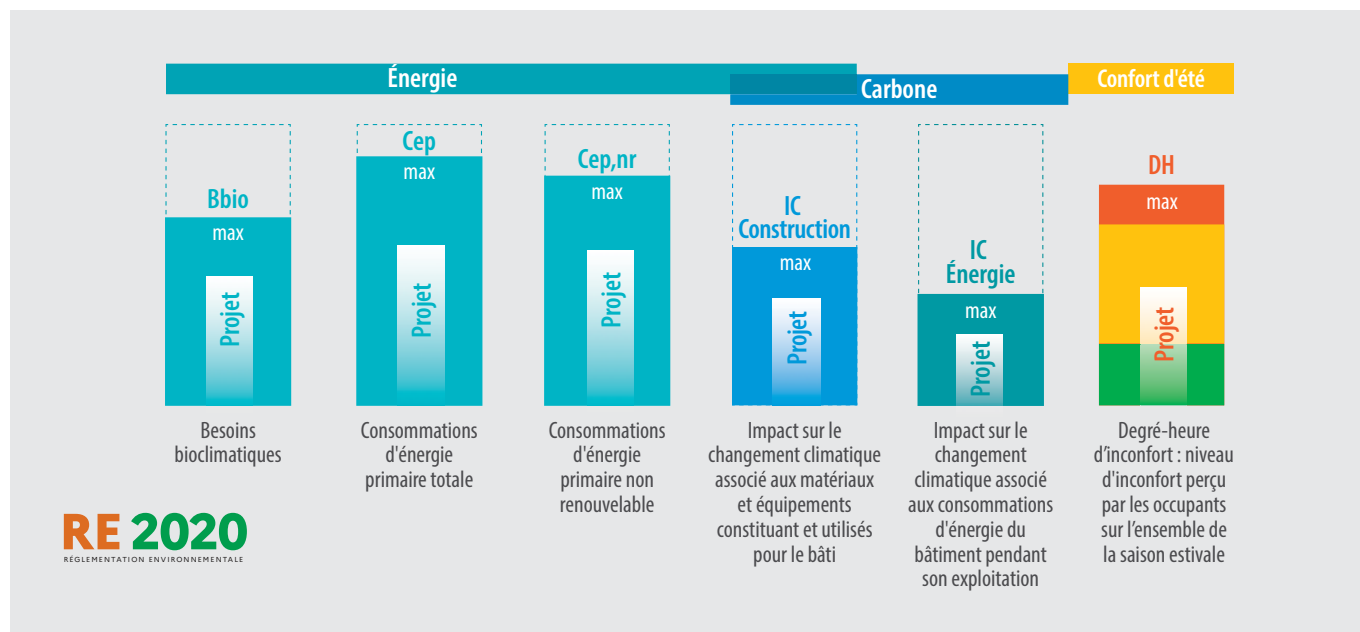 Énergie
Carbone
Confort d'été
Bbio
max
Projet
Besoins
bioclimatiques
Cep
max
Projet
Consommations
d'énergie
primaire totale
Cep,nr
max
Projet
Consommations
d'énergie
primaire non
renouvelable
IC
Construction
max
Projet
Impact sur le
changement climatique
associé aux matériaux
et équipements
constituant et utilisés
pour le bâti
IC
Énergie
max
Projet
Impact sur le
changement
climatique associé
aux consommations
d'énergie du
bâtiment pendant
son exploitation
DH
max
Projet
Degré-heure
d’inconfort : niveau
d'inconfort perçu
par les occupants
sur l’ensemble de
la saison estivale
RE 2020
RÉGLEMENTATION ENVIRONNEMENTALE